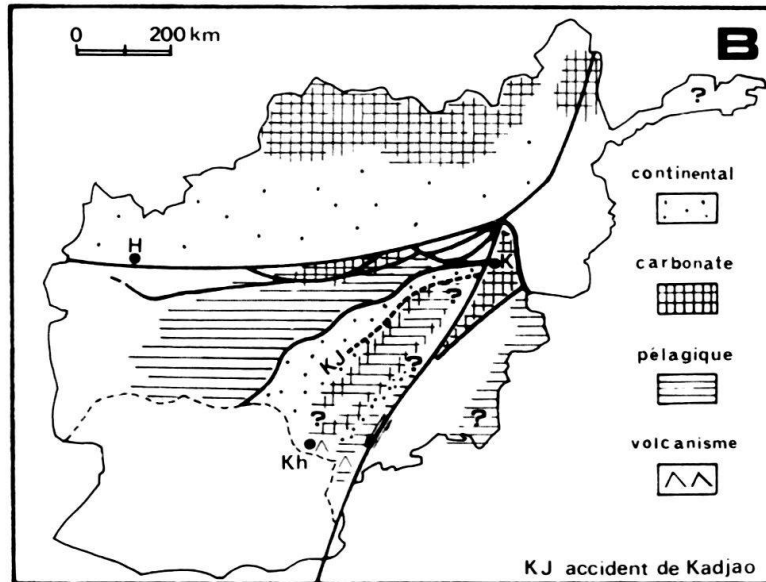 0 200 km
B
?
continental
H
K
carbonate
?
?
KJ
pélagique
?
?
Kh
volcanisme
KJ accident de Kadjao